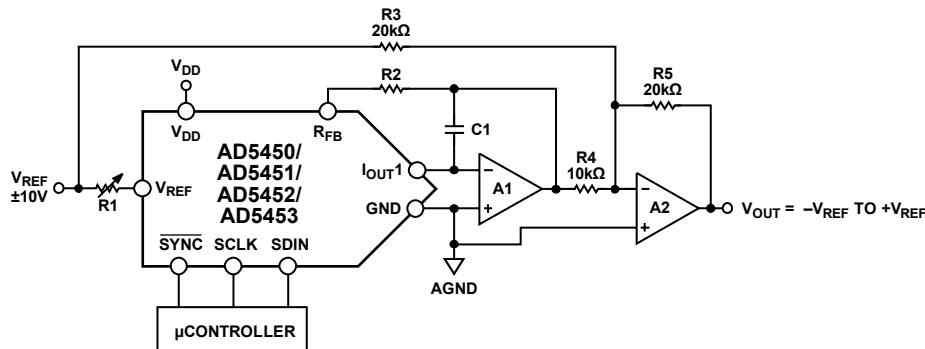 R3
20kΩ
R5
20kΩ
VDD
R2
VDD
RFB
C1
AD5450/
AD5451/
AD5452/
AD5453
R4
10kΩ
VREF
±10V
R1
VREF
IOUT1
GND
A1
A2
VOUT = –VREF TO +VREF
SYNC SCLK SDIN
AGND
µCONTROLLER